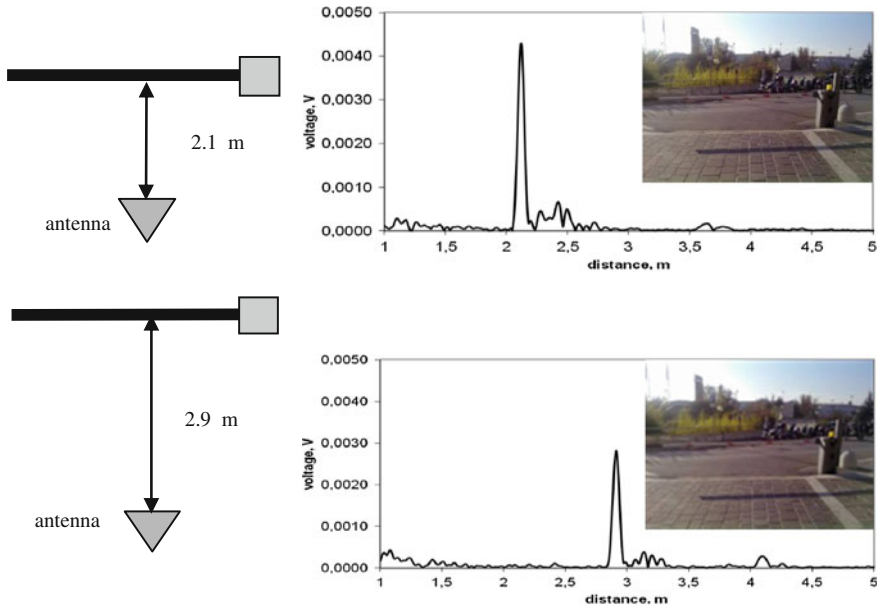 2.1 m
antenna
voltage, V
0,0050
0,0040
0,0030
0,0020
0,0010
0,0000
1 1,5 2 2,5 3 3,5 4 4,5 5
distance, m
2.9 m
antenna
voltage, V
0,0050
0,0040
0,0030
0,0020
0,0010
0,0000
1 1,5 2 2,5 3 3,5 4 4,5 5
distance, m